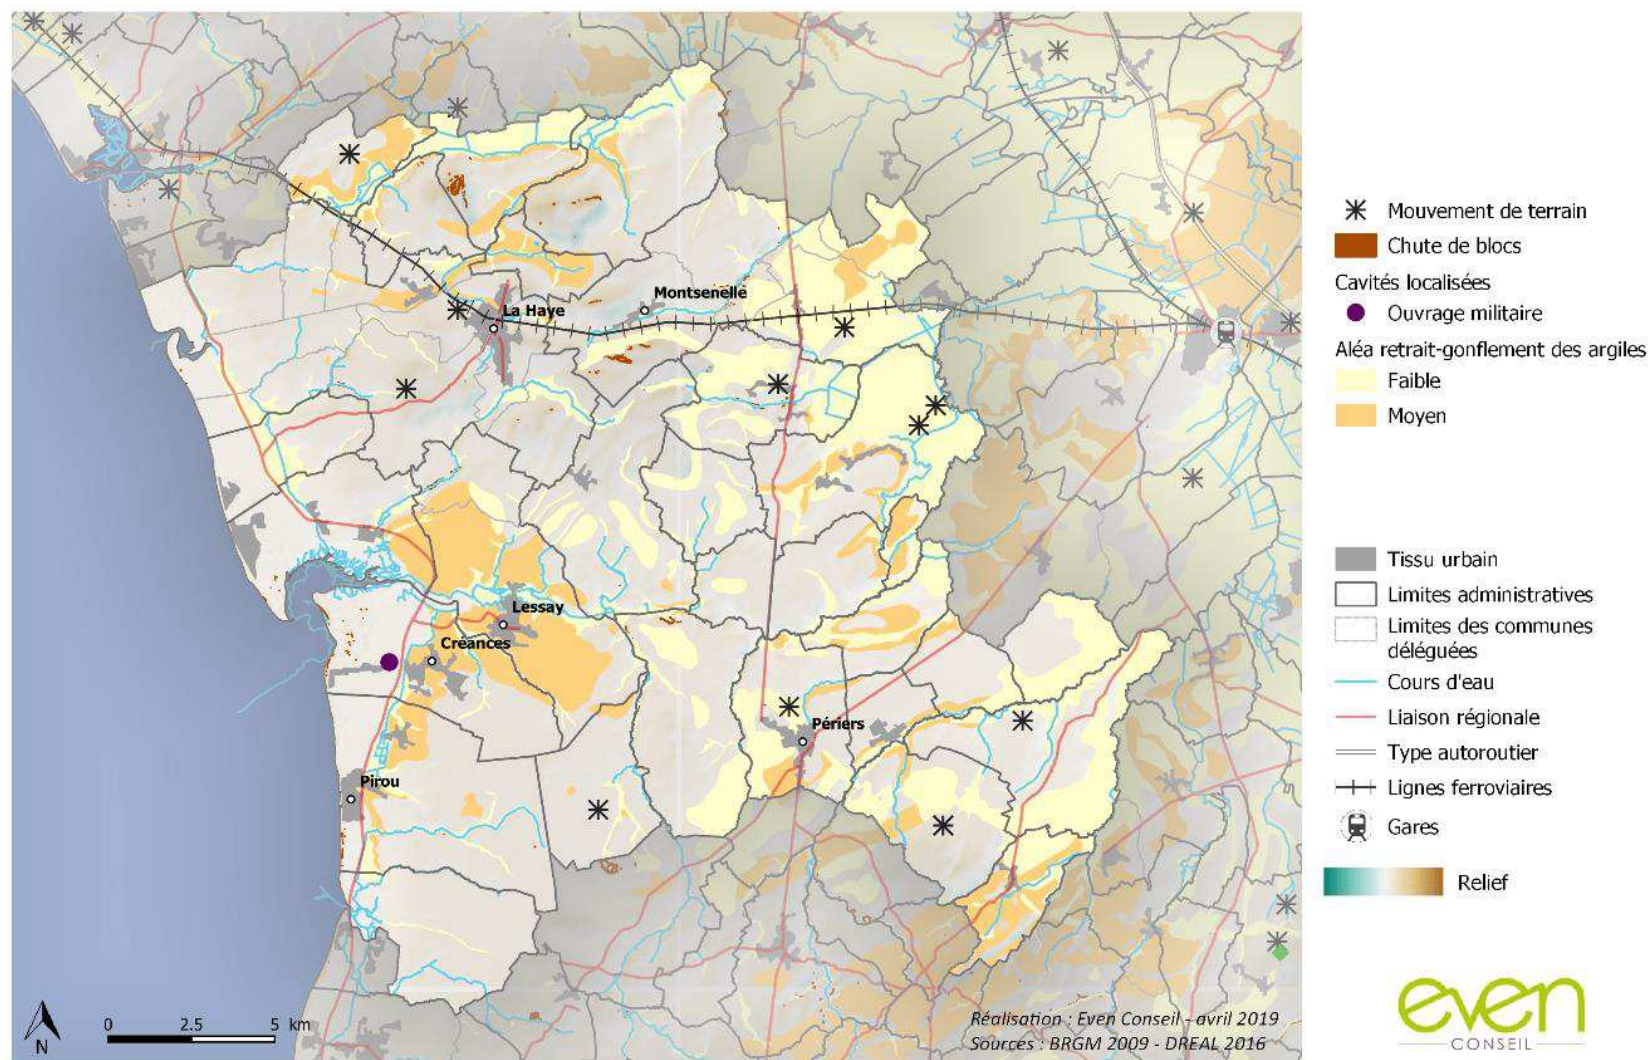 La Haye
Montsenelle
Lessay
Créances
Périers
Pirou
N
0 2.5 5 km
Réalisation : Even Conseil - avril 2019
Sources : BRGM 2009 - DREAL 2016
Mouvement de terrain
Chute de blocs
Cavités localisées
Ouvrage militaire
Aléa retrait-gonflement des argiles
Faible
Moyen
Tissu urbain
Limites administratives
Limites des communes
déléguées
Cours d'eau
Liaison régionale
Type autoroutier
Lignes ferroviaires
Gares
Relief
even
CONSEIL